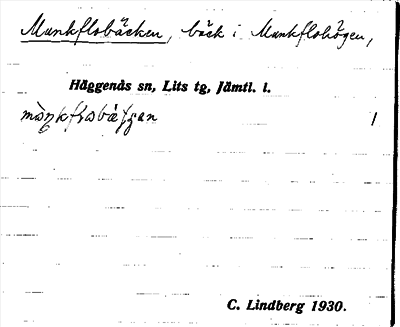 Munkflobäcken, bäck i Munkflohögen,
Häggenås sn, Lits tg, Jämtl. l.
1
C. Lindberg 1930.